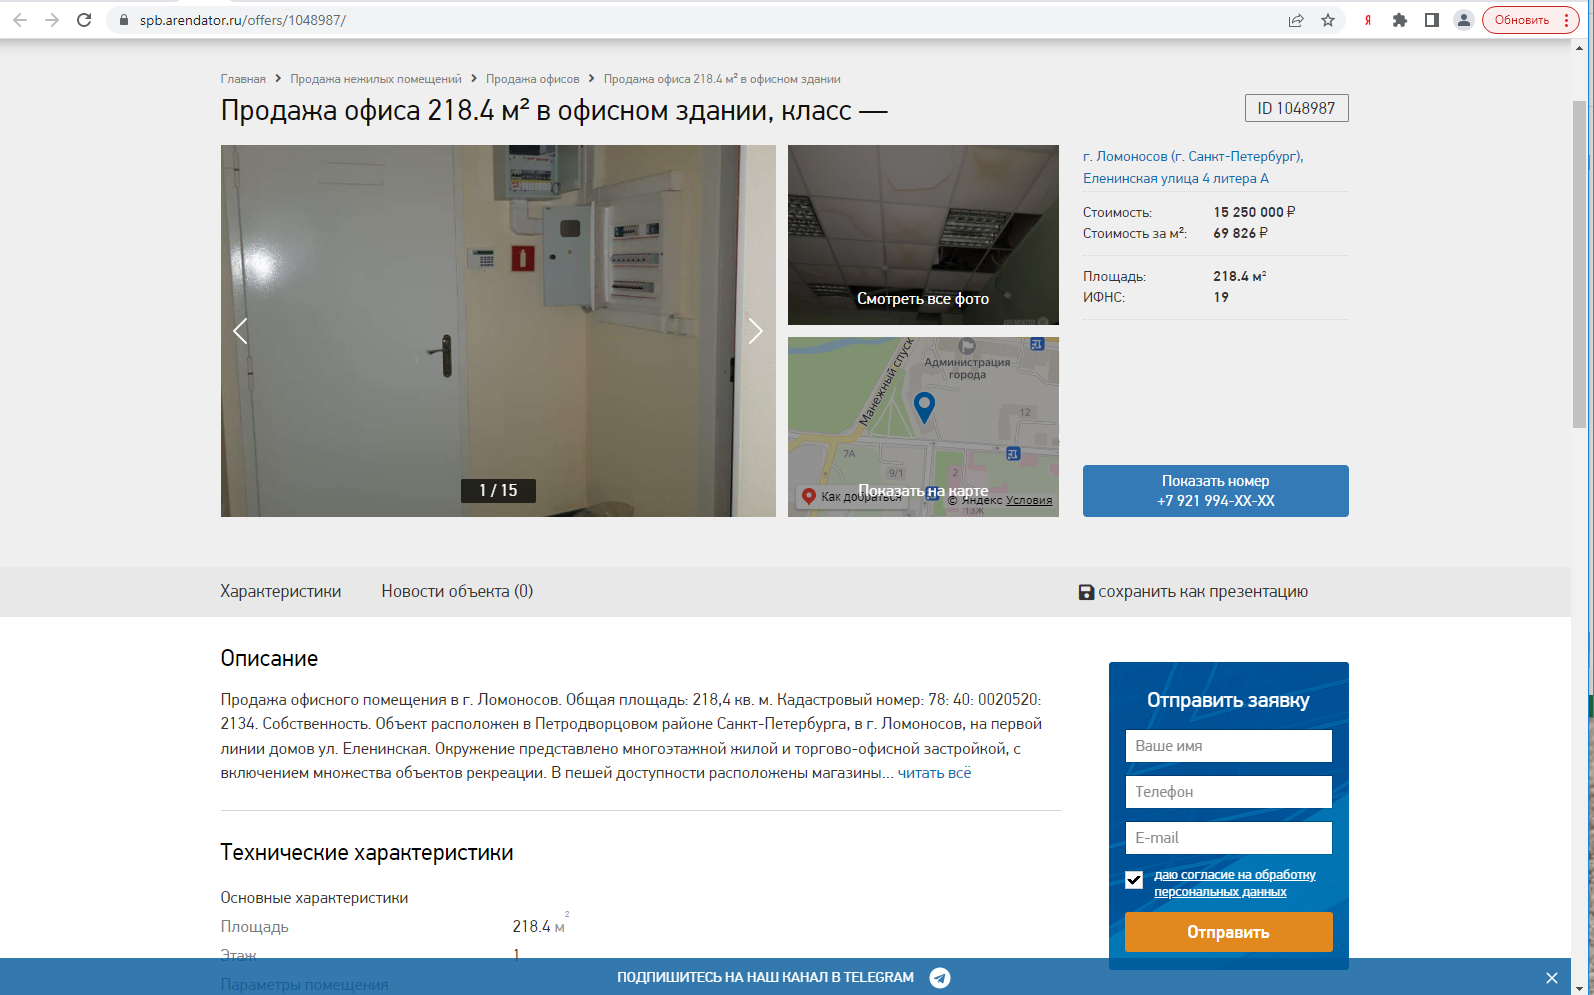 spb.arendator.ru/offers/1048987/
Я
Обновить
Главная > Продажа нежилых помещений > Продажа офисов > Продажа офиса 218.4 м² в офисном здании
Продажа офиса 218.4 м² в офисном здании, класс —
ID 1048987
г. Ломоносов (г. Санкт-Петербург),
Еленинская улица 4 литера А
Стоимость: 15 250 000 ₽
Стоимость за м²: 69 826 ₽
Площадь: 218.4 м²
ИФНС: 19
Показать номер
+7 921 994-XX-XX
1 / 15
Смотреть все фото
Манежный спуск
Администрация
города
12
7А
9/1
2
Показать на карте
Как добраться
© Яндекс Условия
13Ж
Характеристики
Новости объекта (0)
сохранить как презентацию
Описание
Продажа офисного помещения в г. Ломоносов. Общая площадь: 218,4 кв. м. Кадастровый номер: 78: 40: 0020520:
2134. Собственность. Объект расположен в Петродворцовом районе Санкт-Петербурга, в г. Ломоносов, на первой
линии домов ул. Еленинская. Окружение представлено многоэтажной жилой и торгово-офисной застройкой, с
включением множества объектов рекреации. В пешей доступности расположены магазины... читать всё
Технические характеристики
Основные характеристики
Площадь 218.4 м²
Этаж 1
Параметры помещения
Отправить заявку
Ваше имя
Телефон
E-mail
даю согласие на обработку
персональных данных
Отправить
ПОДПИШИТЕСЬ НА НАШ КАНАЛ В TELEGRAM